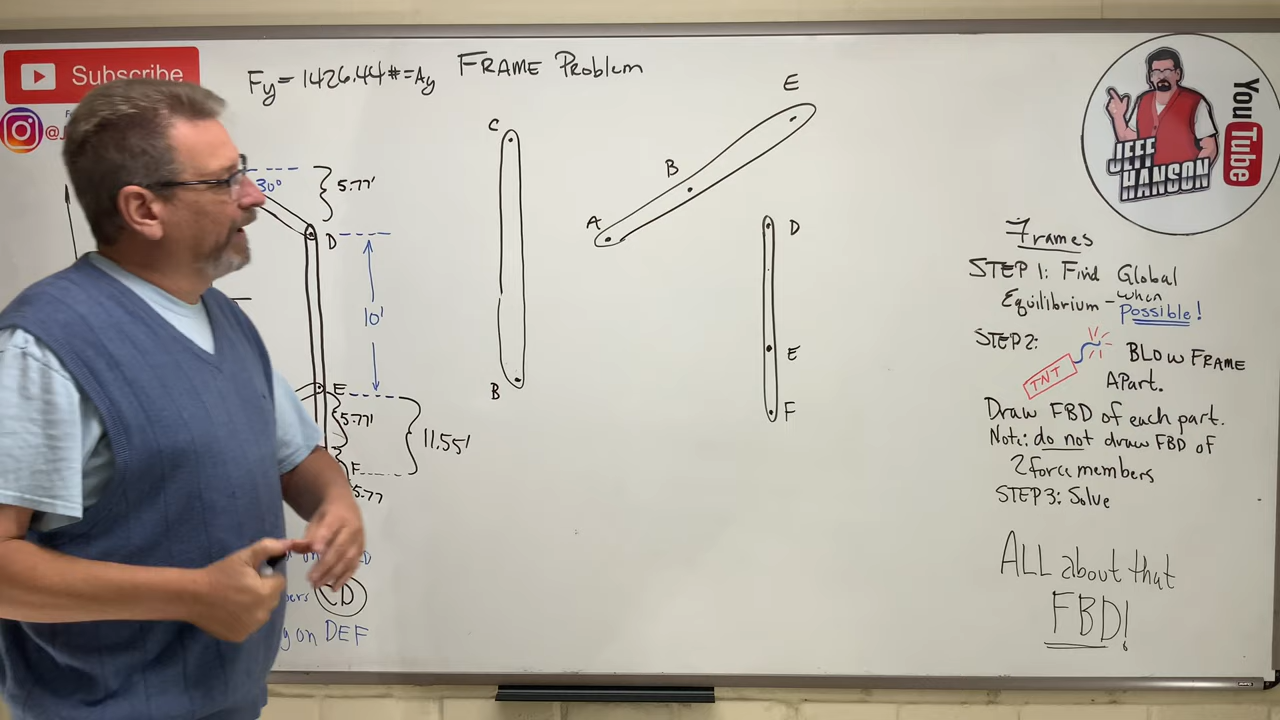 Subscribe
Fy = 1426.44# = Ay
FRAME Problem
30°
5.77'
D
10'
E
5.77'
11.55'
F
5.77
CD
on DEF
C
B
E
B
A
D
E
F
JEFF
HANSON
YouTube
Frames
STEP 1: Find Global
Equilibrium - when
Possible!
STEP 2:
TNT
BLOW FRAME
APart.
Draw FBD of each part.
Note: do not draw FBD of
2 force members
STEP 3: Solve
ALL about that
FBD!